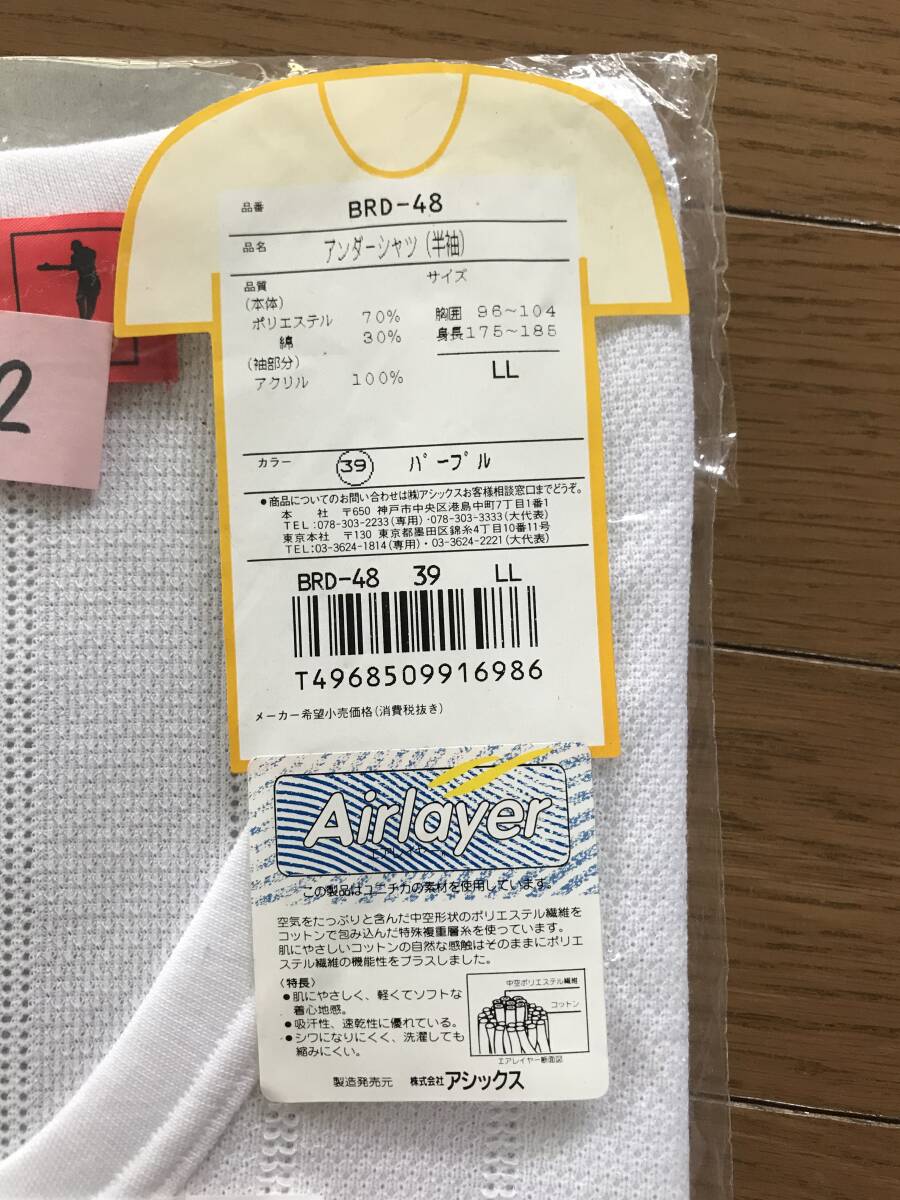 品番 BRD-48
品名 アンダーシャツ(半袖)
品質 サイズ
(本体)
ポリエステル 70% 胸囲 96~104
綿 30% 身長175~185
(袖部分)
アクリル 100% LL
カラー 39 パープル
●商品についてのお問い合わせは㈱アシックスお客様相談窓口までどうぞ。
本 社 〒650 神戸市中央区港島中町7丁目1番1
TEL:078-303-2233(専用)・078-303-3333(大代表)
東京本社 〒130 東京都墨田区錦糸4丁目10番11号
TEL:03-3624-1814(専用)・03-3624-2221(大代表)
BRD-48 39 LL
T4968509916986
メーカー希望小売価格(消費税抜き)
2
Airlayer
エアレイヤー®
この製品はユニチカの素材を使用しています。
空気をたっぷりと含んだ中空形状のポリエステル繊維を
コットンで包み込んだ特殊複重層糸を使っています。
肌にやさしいコットンの自然な感触はそのままにポリエ
ステル繊維の機能性をプラスしました。
〈特長〉
●肌にやさしく、軽くてソフトな
着心地感。
●吸汗性、速乾性に優れている。
●シワになりにくく、洗濯しても
縮みにくい。
中空ポリエステル繊維
コットン
エアレイヤー断面図
製造発売元 株式会社アシックス